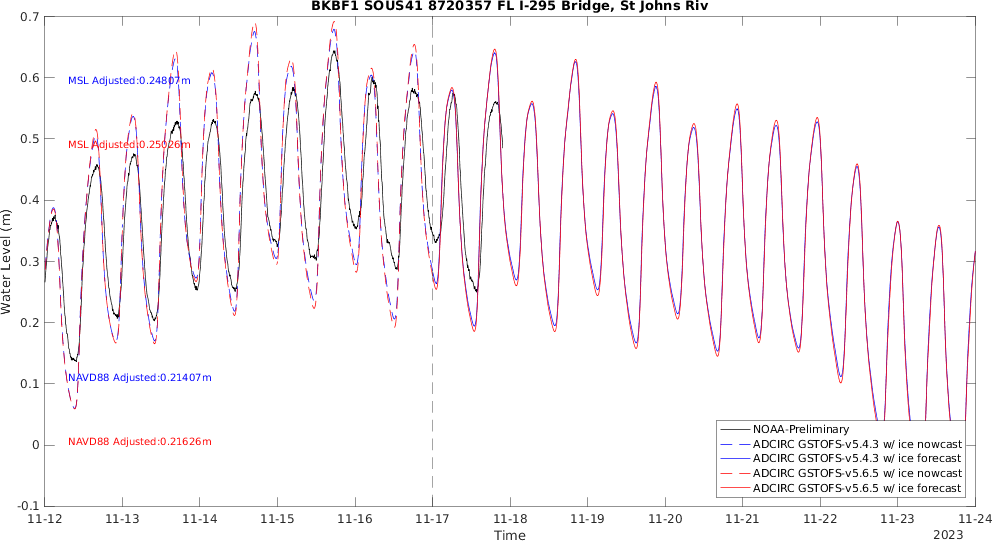 BKBF1 SOUS41 8720357 FL I-295 Bridge, St Johns Riv
0.7
0.6
0.5
0.4
0.3
0.2
0.1
0
-0.1
Water Level (m)
MSL Adjusted:0.24807m
MSL Adjusted:0.25026m
NAVD88 Adjusted:0.21407m
NAVD88 Adjusted:0.21626m
NOAA-Preliminary
ADCIRC GSTOFS-v5.4.3 w/ ice nowcast
ADCIRC GSTOFS-v5.4.3 w/ ice forecast
ADCIRC GSTOFS-v5.6.5 w/ ice nowcast
ADCIRC GSTOFS-v5.6.5 w/ ice forecast
11-12 11-13 11-14 11-15 11-16 11-17 11-18 11-19 11-20 11-21 11-22 11-23 11-24
Time
2023